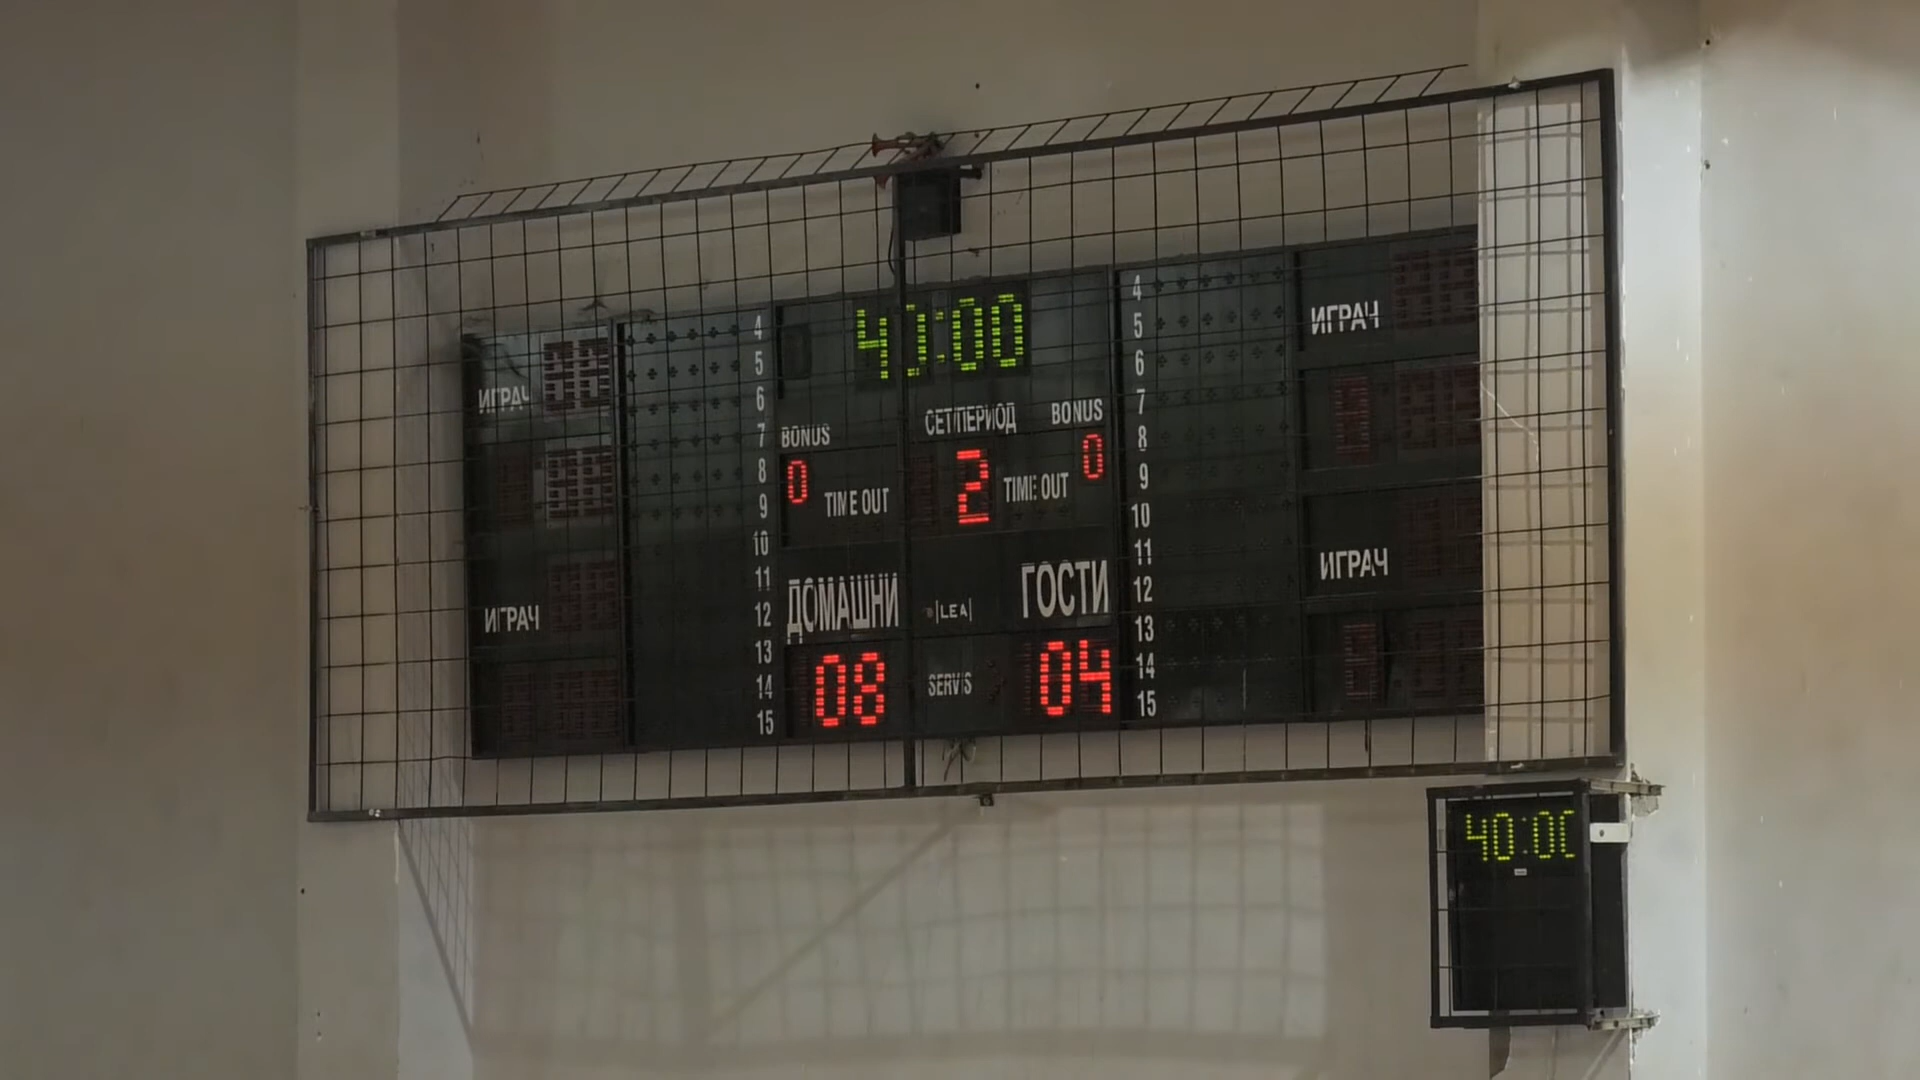 40:00
ИГРАЧ
ИГРАЧ
4
5
6
7
8
9
10
11
12
13
14
15
BONUS
0
TIME OUT
СЕТ/ПЕРИОД
2
BONUS
0
TIME OUT
ДОМАШНИ
|LEA|
ГОСТИ
08
SERVIS
04
4
5
6
7
8
9
10
11
12
13
14
15
ИГРАЧ
ИГРАЧ
40:00